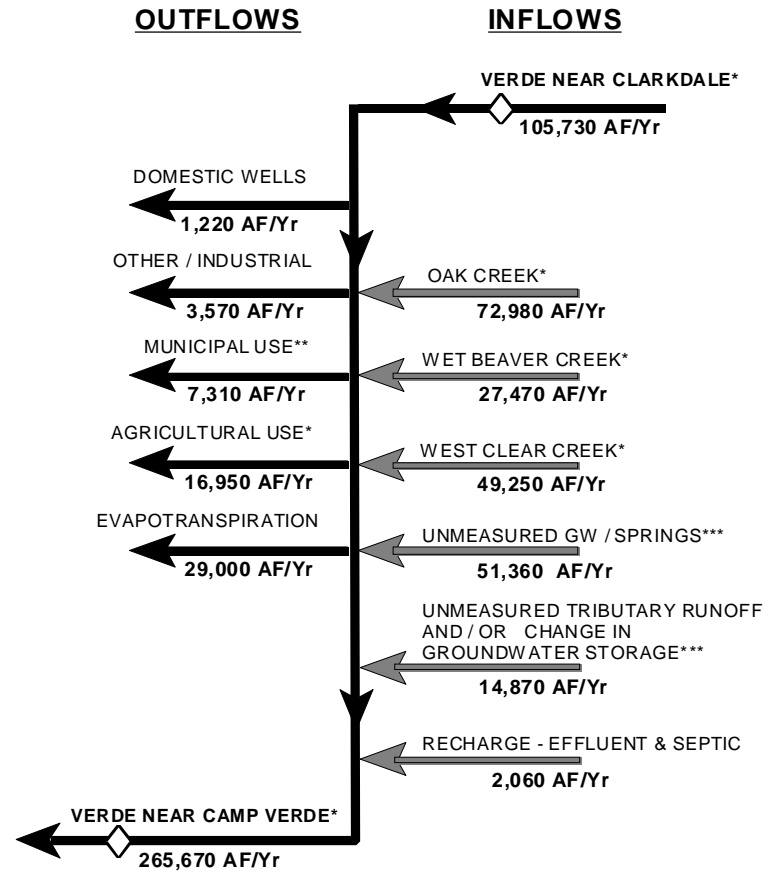 OUTFLOWS
INFLOWS
VERDE NEAR CLARKDALE*
105,730 AF/Yr
DOMESTIC WELLS
1,220 AF/Yr
OTHER / INDUSTRIAL
3,570 AF/Yr
OAK CREEK*
72,980 AF/Yr
MUNICIPAL USE**
7,310 AF/Yr
WET BEAVER CREEK*
27,470 AF/Yr
AGRICULTURAL USE*
16,950 AF/Yr
WEST CLEAR CREEK*
49,250 AF/Yr
EVAPOTRANSPIRATION
29,000 AF/Yr
UNMEASURED GW / SPRINGS***
51,360 AF/Yr
UNMEASURED TRIBUTARY RUNOFF
AND / OR CHANGE IN
GROUNDWATER STORAGE***
14,870 AF/Yr
RECHARGE - EFFLUENT & SEPTIC
2,060 AF/Yr
VERDE NEAR CAMP VERDE*
265,670 AF/Yr